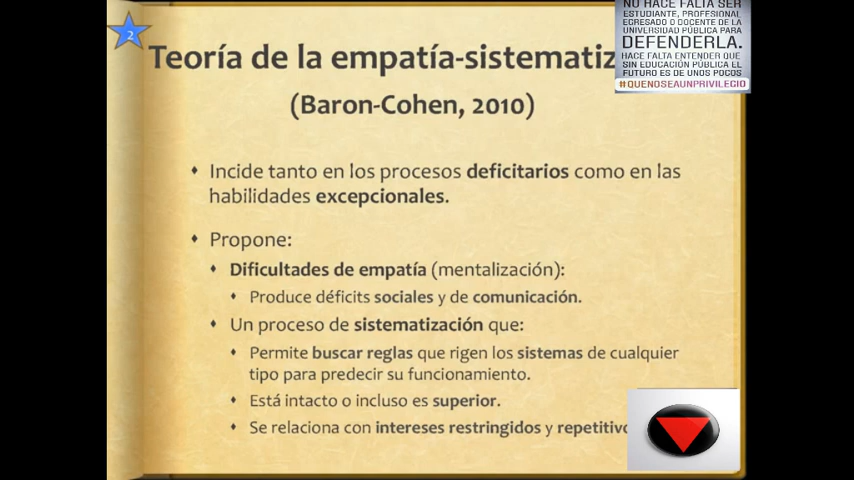 2
Teoría de la empatía-sistematiz
(Baron-Cohen, 2010)
NO HACE FALTA SER
ESTUDIANTE, PROFESIONAL
EGRESADO O DOCENTE DE LA
UNIVERSIDAD PÚBLICA PARA
DEFENDERLA.
HACE FALTA ENTENDER QUE
SIN EDUCACIÓN PÚBLICA EL
FUTURO ES DE UNOS POCOS
#QUENOSEAUNPRIVILEGIO
Incide tanto en los procesos deficitarios como en las
habilidades excepcionales.
Propone:
Dificultades de empatía (mentalización):
Produce déficits sociales y de comunicación.
Un proceso de sistematización que:
Permite buscar reglas que rigen los sistemas de cualquier
tipo para predecir su funcionamiento.
Está intacto o incluso es superior.
Se relaciona con intereses restringidos y repetitivo